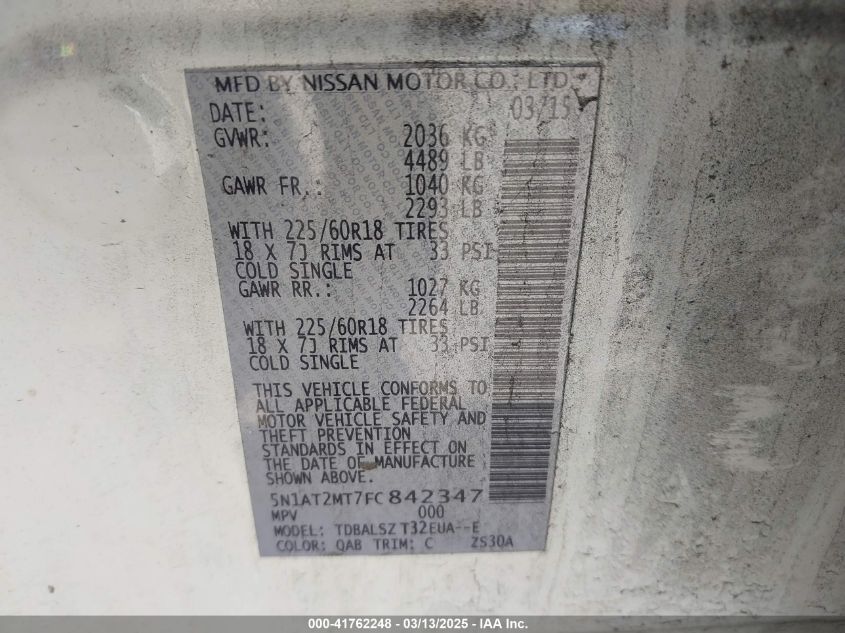 MFD BY NISSAN MOTOR CO., LTD.
DATE: 03/15
GVWR: 2036 KG
4489 LB
GAWR FR.: 1040 KG
2293 LB
WITH 225/60R18 TIRES
18 X 7J RIMS AT 33 PSI
COLD SINGLE
GAWR RR.: 1027 KG
2264 LB
WITH 225/60R18 TIRES
18 X 7J RIMS AT 33 PSI
COLD SINGLE
THIS VEHICLE CONFORMS TO
ALL APPLICABLE FEDERAL
MOTOR VEHICLE SAFETY AND
THEFT PREVENTION
STANDARDS IN EFFECT ON
THE DATE OF MANUFACTURE
SHOWN ABOVE.
5N1AT2MT7FC842347
MPV 000
MODEL: TDBALSZ T32EUA--E
COLOR: QAB TRIM: C ZS30A
000-41762248 - 03/13/2025 - IAA Inc.